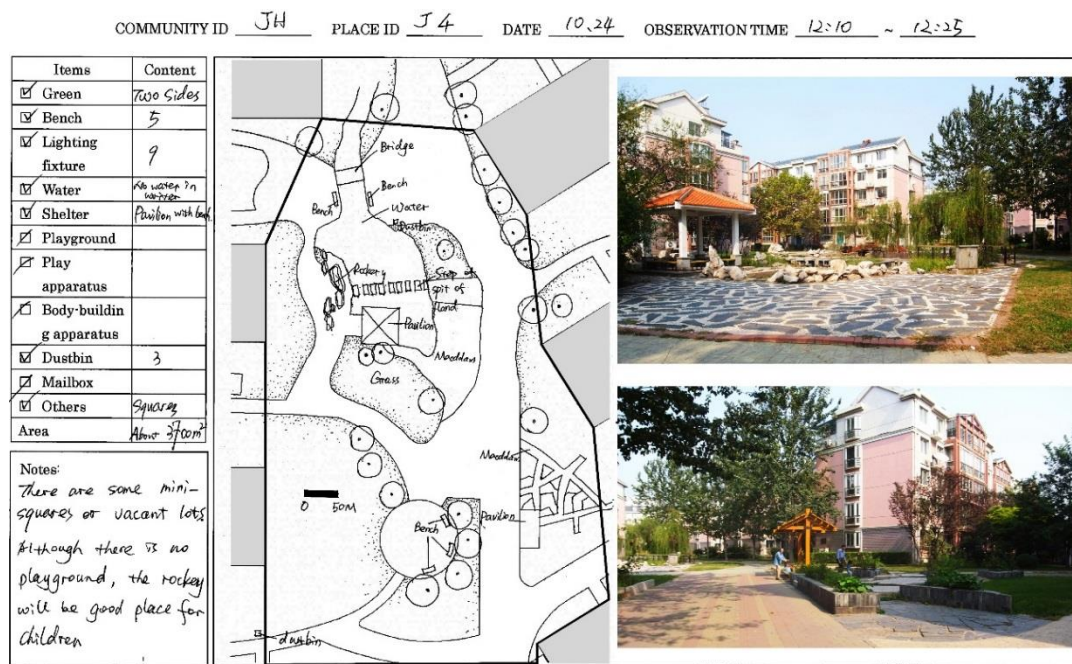 COMMUNITY ID JH PLACE ID J4 DATE 10.24 OBSERVATION TIME 12:10 ~ 12:25
Items Content
Green Two Sides
Bench 5
Lighting
fixture 9
Water No water in
winter
Shelter Pavilion with bench
Playground
Play
apparatus
Body-buildin
g apparatus
Dustbin 3
Mailbox
Others Squares
Area About 3700m²
Notes:
There are some mini-
squares or vacant lots.
Although there is no
playground, the rockey
will be good place for
children
Bridge
Bench
Bench
Water
Dustbin
Rockery
Step of
spit of
land
Pavilion
Meoddaw
Grass
Meoddaw
0 50M
Pavilion
Bench
dustbin